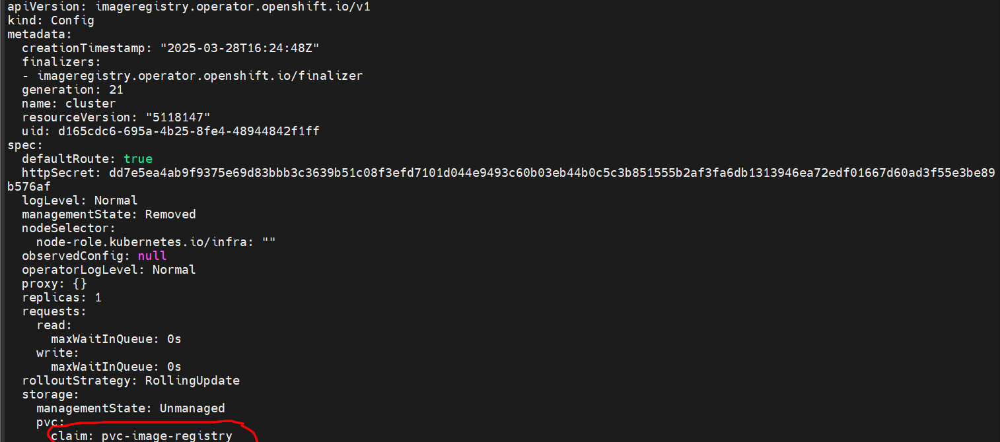 apiVersion: imageregistry.operator.openshift.io/v1
kind: Config
metadata:
  creationTimestamp: "2025-03-28T16:24:48Z"
  finalizers:
  - imageregistry.operator.openshift.io/finalizer
  generation: 21
  name: cluster
  resourceVersion: "5118147"
  uid: d165cdc6-695a-4b25-8fe4-48944842f1ff
spec:
  defaultRoute: true
  httpSecret: dd7e5ea4ab9f9375e69d83bbb3c3639b51c08f3efd7101d044e9493c60b03eb44b0c5c3b851555b2af3fa6db1313946ea72edf01667d60ad3f55e3be89
b576af
  logLevel: Normal
  managementState: Removed
  nodeSelector:
    node-role.kubernetes.io/infra: ""
  observedConfig: null
  operatorLogLevel: Normal
  proxy: {}
  replicas: 1
  requests:
    read:
      maxWaitInQueue: 0s
    write:
      maxWaitInQueue: 0s
  rolloutStrategy: RollingUpdate
  storage:
    managementState: Unmanaged
    pvc:
      claim: pvc-image-registry